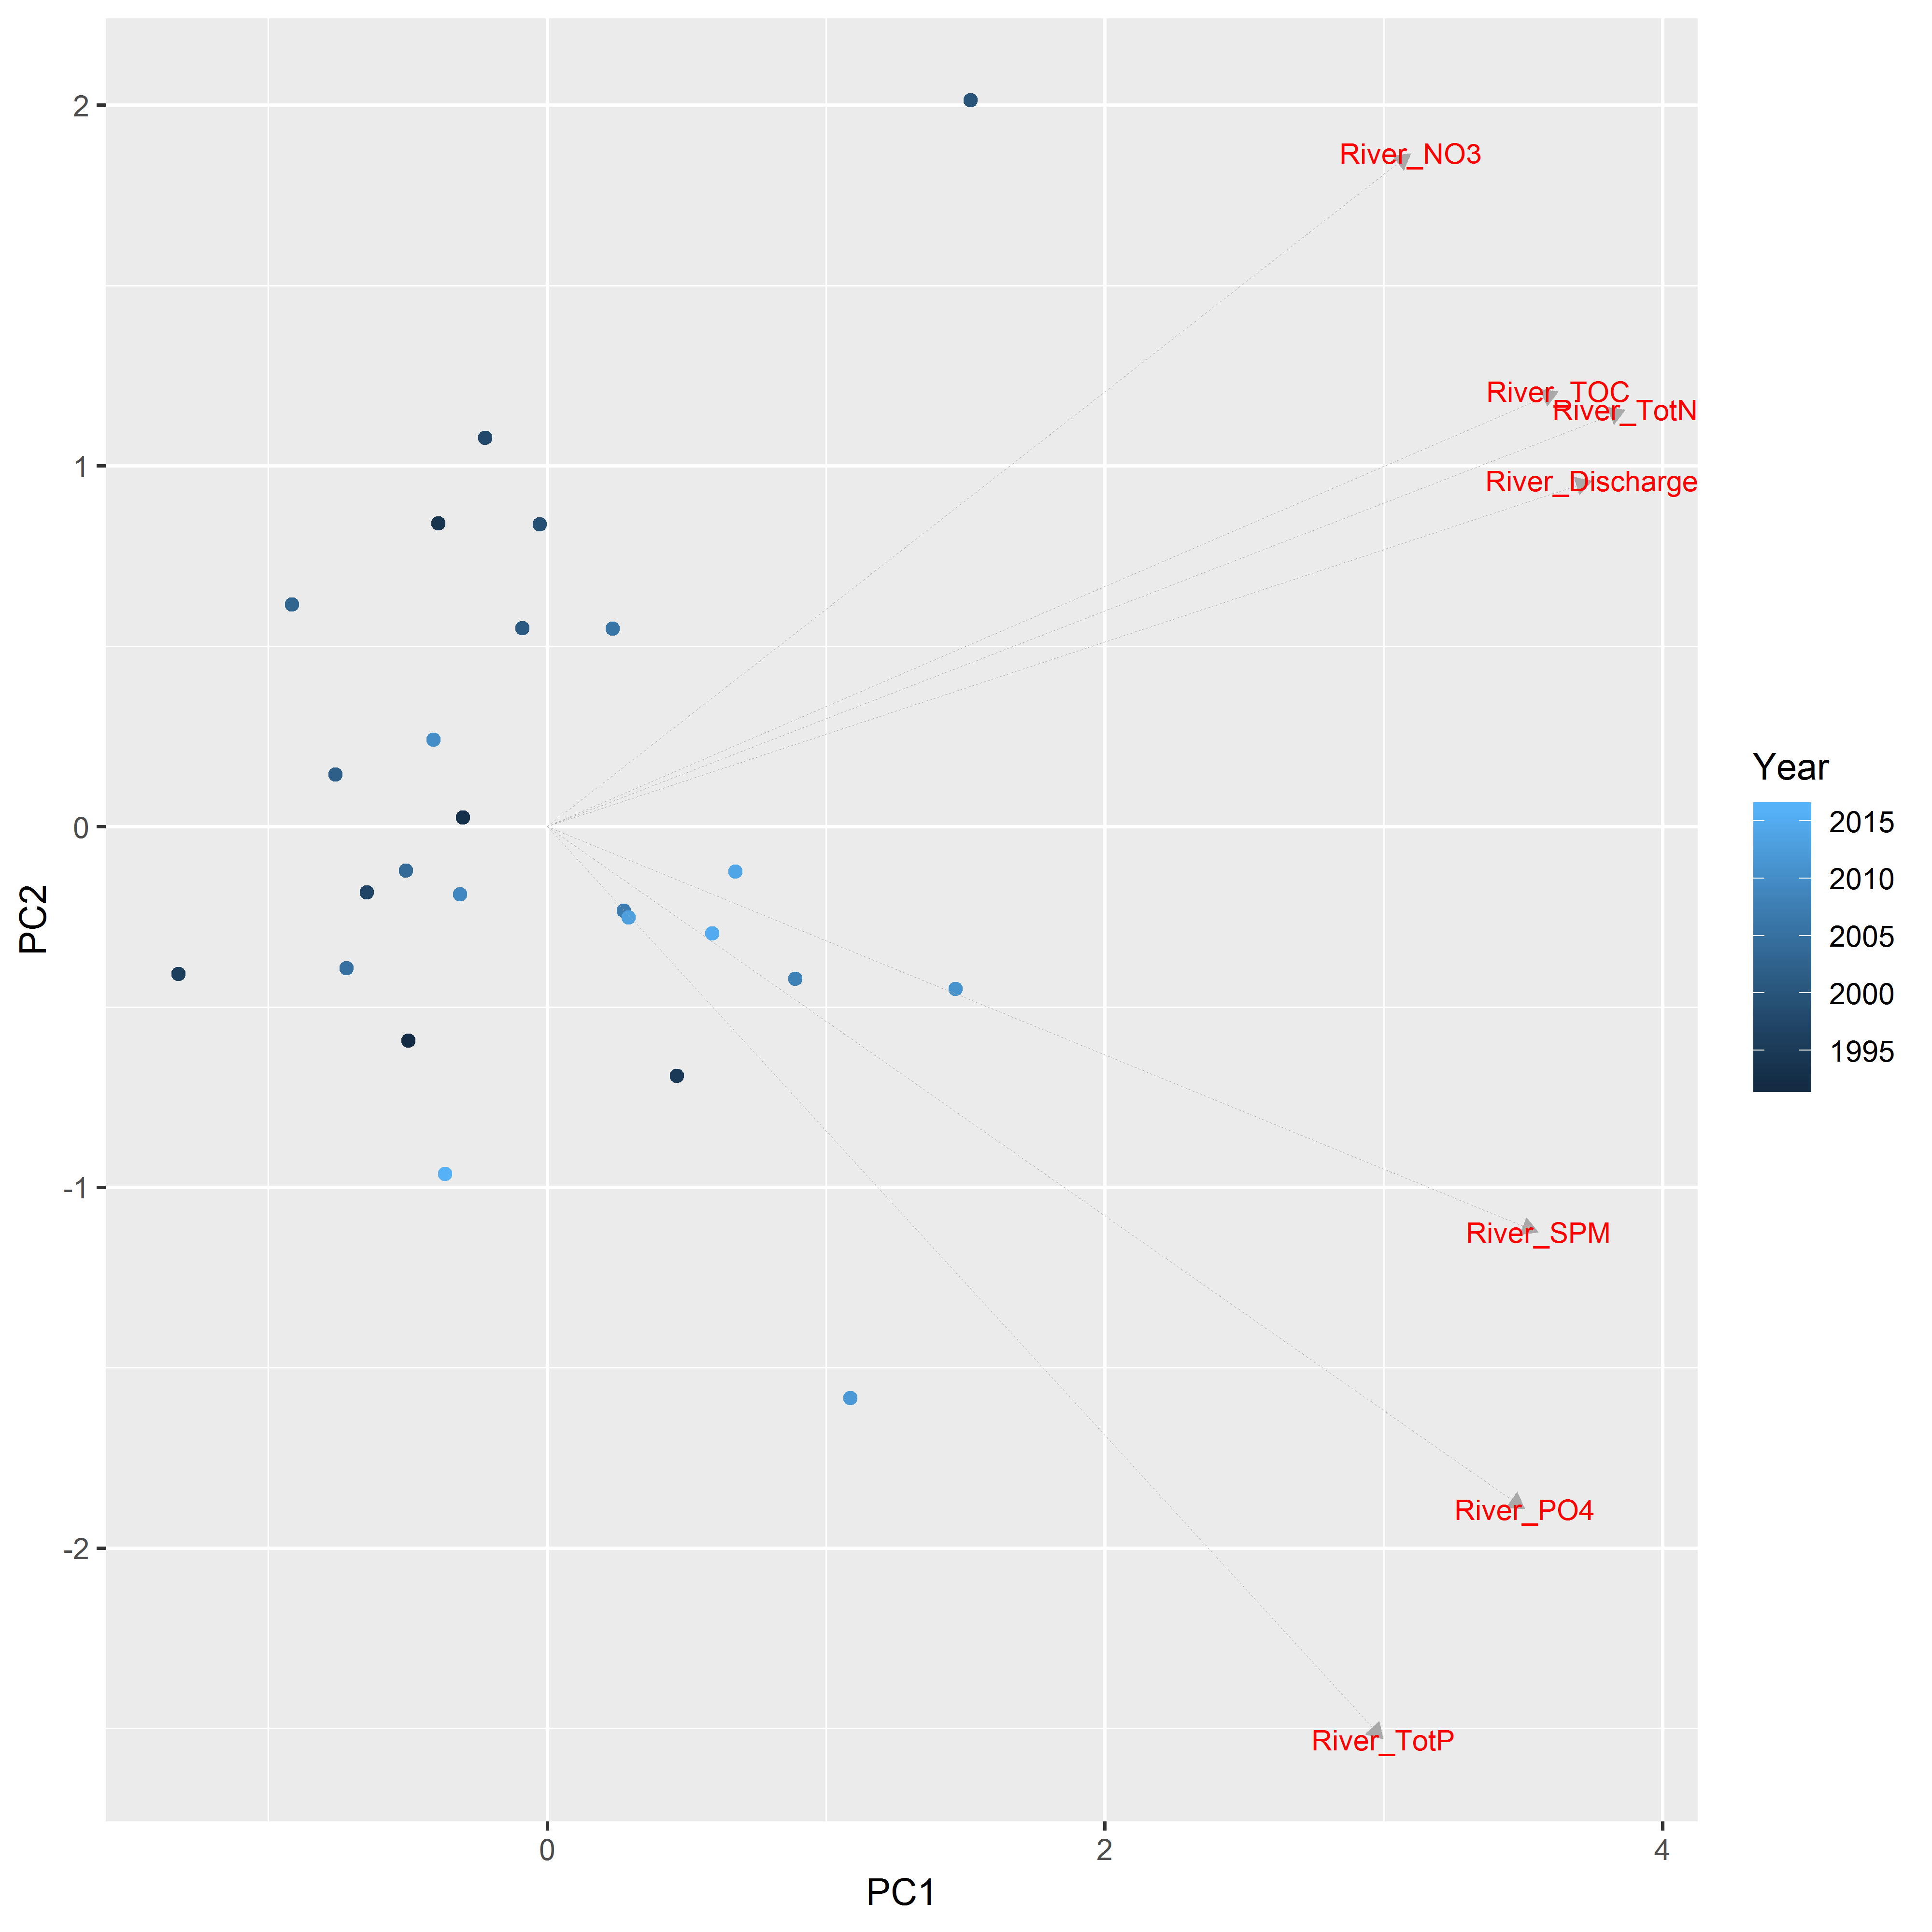 2
1
0
-1
-2
PC2
River_NO3
River_TOC
River_TotN
River_Discharge
River_SPM
River_PO4
River_TotP
0
2
4
PC1
Year
2015
2010
2005
2000
1995